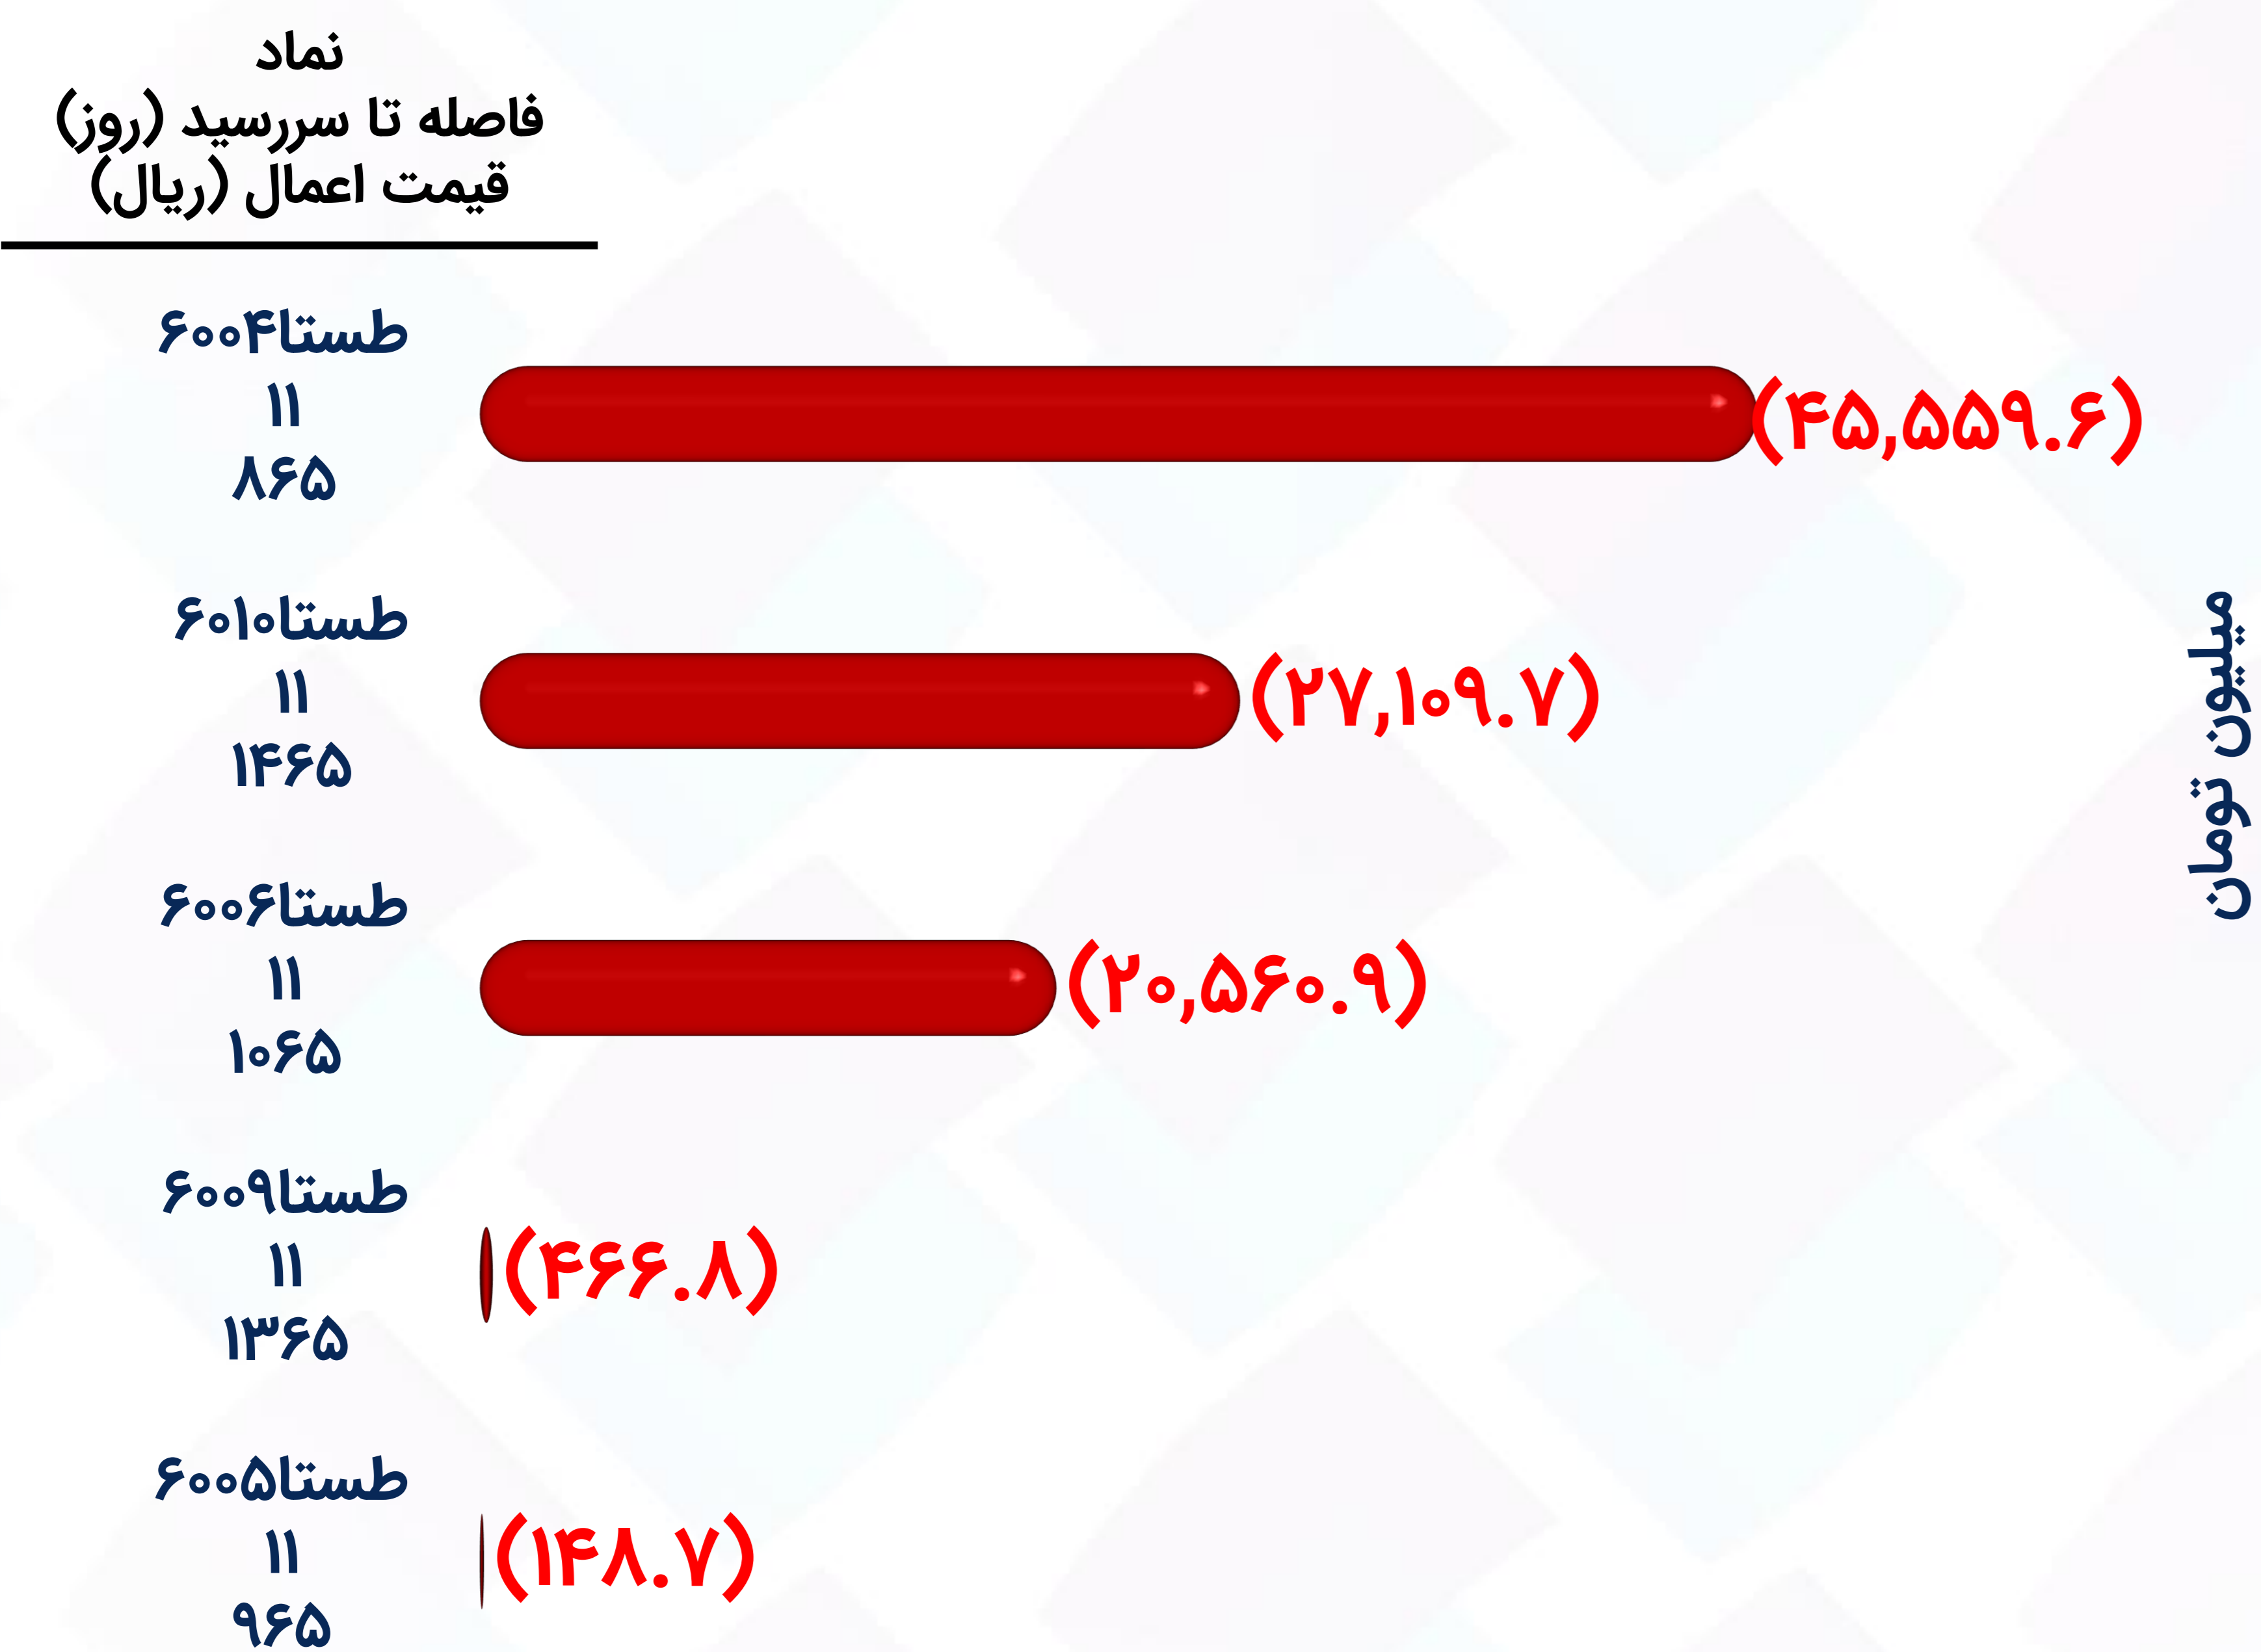 نماد
فاصله تا سررسید (روز)
قیمت اعمال (ریال)
طستا۶۰۰۴
۱۱
۸۶۵
(۴۵,۵۵۹.۶)
طستا۶۰۱۰
۱۱
۱۴۶۵
(۲۷,۱۰۹.۷)
طستا۶۰۰۶
۱۱
۱۰۶۵
(۲۰,۵۶۰.۹)
طستا۶۰۰۹
۱۱
۱۳۶۵
(۴۶۶.۸)
طستا۶۰۰۵
۱۱
۹۶۵
(۱۴۸.۷)
میلیون تومان